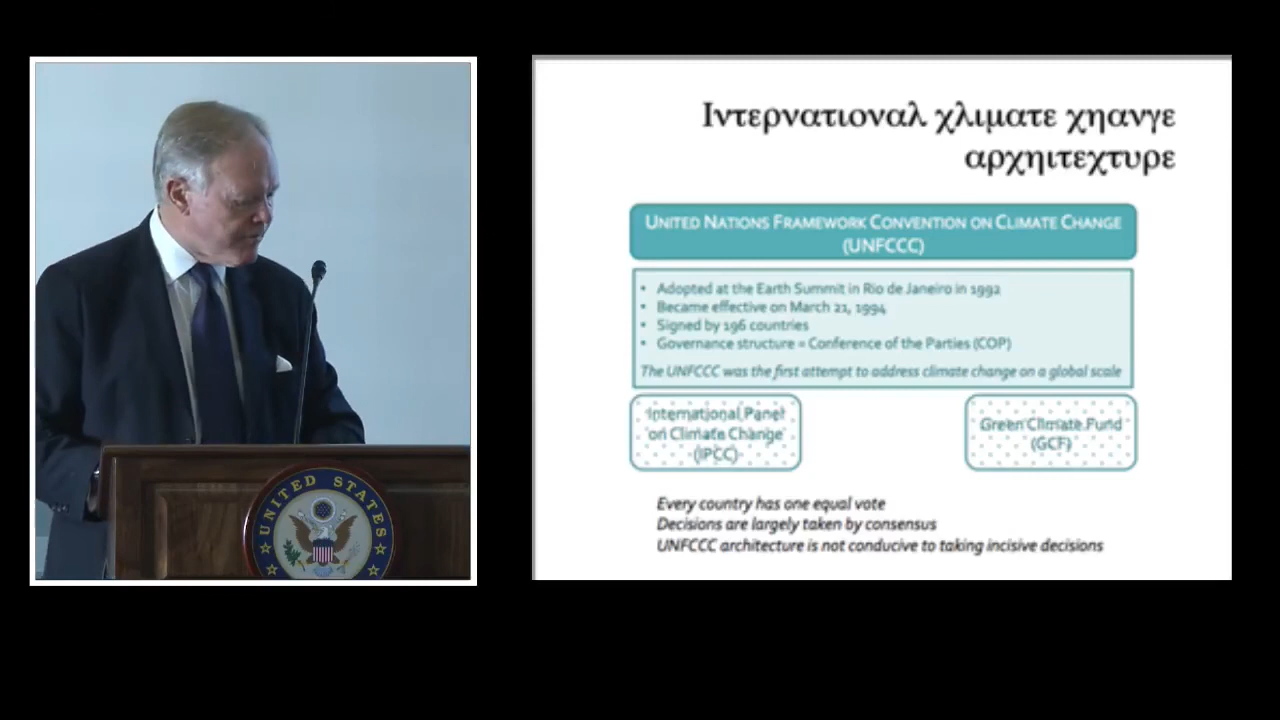 UNITED STATES
Ιντερνατιοναλ χλιματε χηανγε
αρχηιτεχτυρε
UNITED NATIONS FRAMEWORK CONVENTION ON CLIMATE CHANGE
(UNFCCC)
• Adopted at the Earth Summit in Rio de Janeiro in 1992
• Became effective on March 21, 1994
• Signed by 196 countries
• Governance structure = Conference of the Parties (COP)
The UNFCCC was the first attempt to address climate change on a global scale
International Panel
on Climate Change
(IPCC)
Green Climate Fund
(GCF)
Every country has one equal vote
Decisions are largely taken by consensus
UNFCCC architecture is not conducive to taking incisive decisions